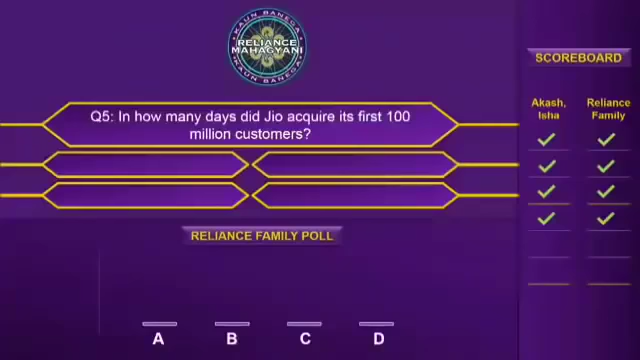 KAUN BANEGA
RELIANCE
MAHAGYANI
KAUN BANEGA
SCOREBOARD
Akash,
Isha
Reliance
Family
Q5: In how many days did Jio acquire its first 100
million customers?
RELIANCE FAMILY POLL
A B C D